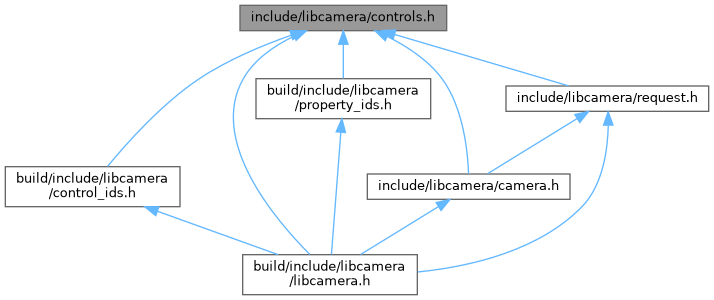 include/libcamera/controls.h
build/include/libcamera
/property_ids.h
include/libcamera/request.h
build/include/libcamera
/control_ids.h
include/libcamera/camera.h
build/include/libcamera
/libcamera.h